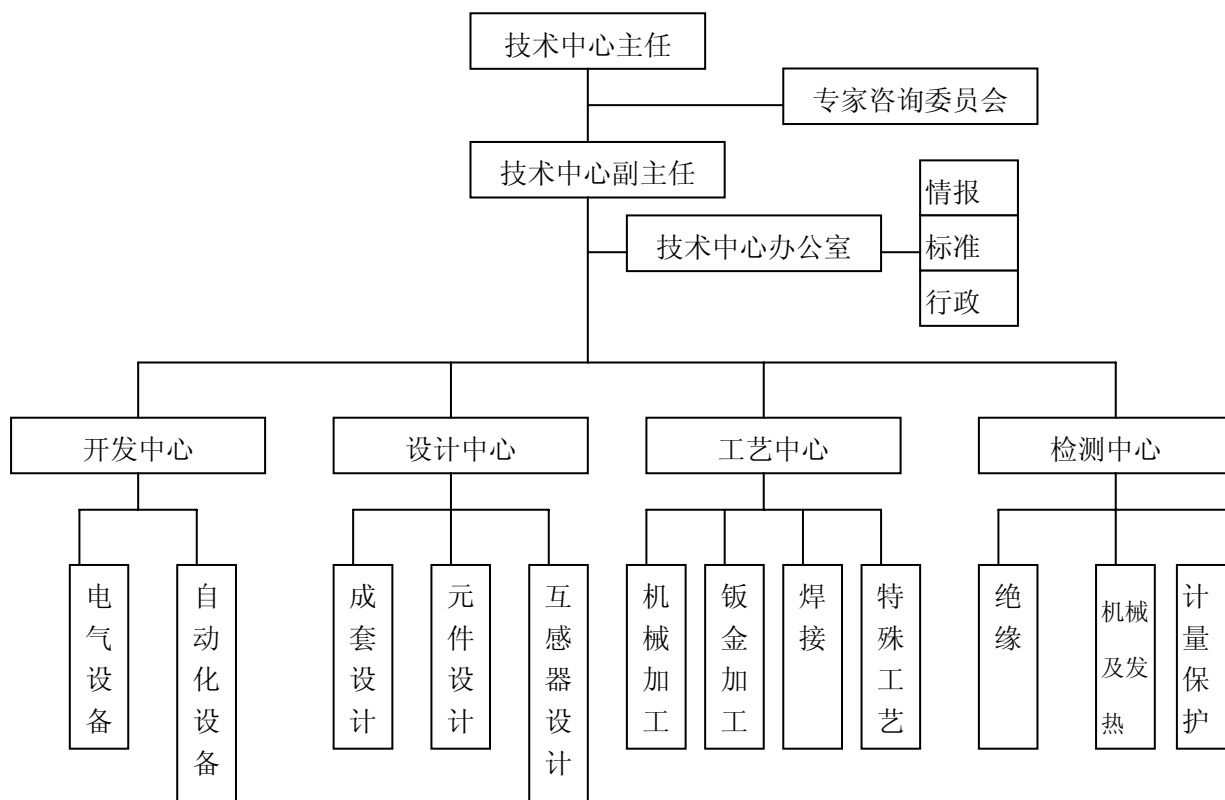 技术中心主任
专家咨询委员会
技术中心副主任
情报
技术中心办公室
标准
行政
开发中心
设计中心
工艺中心
检测中心
电气设备
自动化设备
成套设计
元件设计
互感器设计
机械加工
钣金加工
焊接
特殊工艺
绝缘
机械
及发
热
计量保护